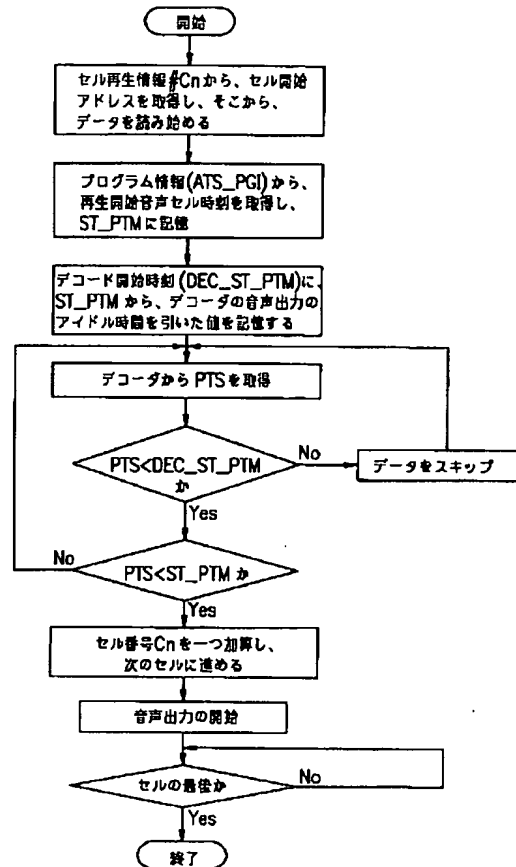 開始
セル再生情報#Cnから、セル開始
アドレスを取得し、そこから、
データを読み始める
プログラム情報(ATS_PGI)から、
再生開始音声セル時刻を取得し、
ST_PTMに記憶
デコード開始時刻(DEC_ST_PTM)に、
ST_PTMから、デコーダの音声出力の
アイドル時間を引いた値を記憶する
デコーダからPTSを取得
PTS<DEC_ST_PTM
か
No
データをスキップ
Yes
No
PTS<ST_PTMか
Yes
セル番号Cnを一つ加算し、
次のセルに進める
音声出力の開始
セルの最後か
No
Yes
終了